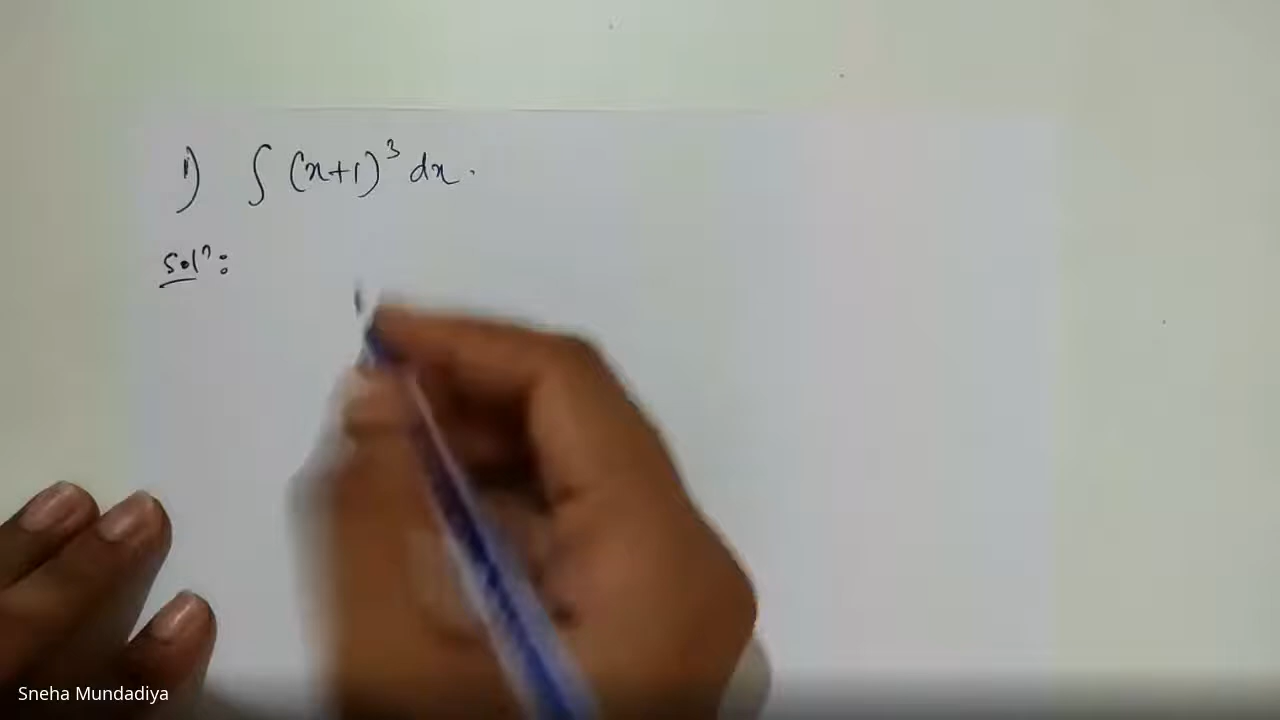 1) ∫ (x+1)³ dx.
Solⁿ:
Sneha Mundadiya